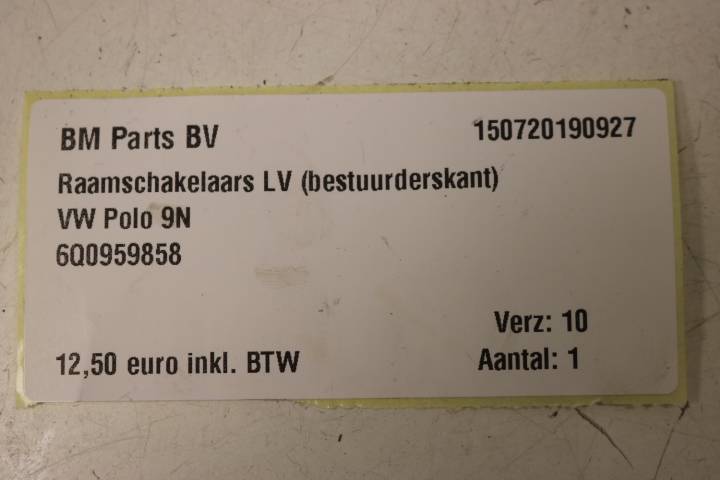 BM Parts BV 150720190927
Raamschakelaars LV (bestuurderskant)
VW Polo 9N
6Q0959858
Verz: 10
12,50 euro inkl. BTW Aantal: 1